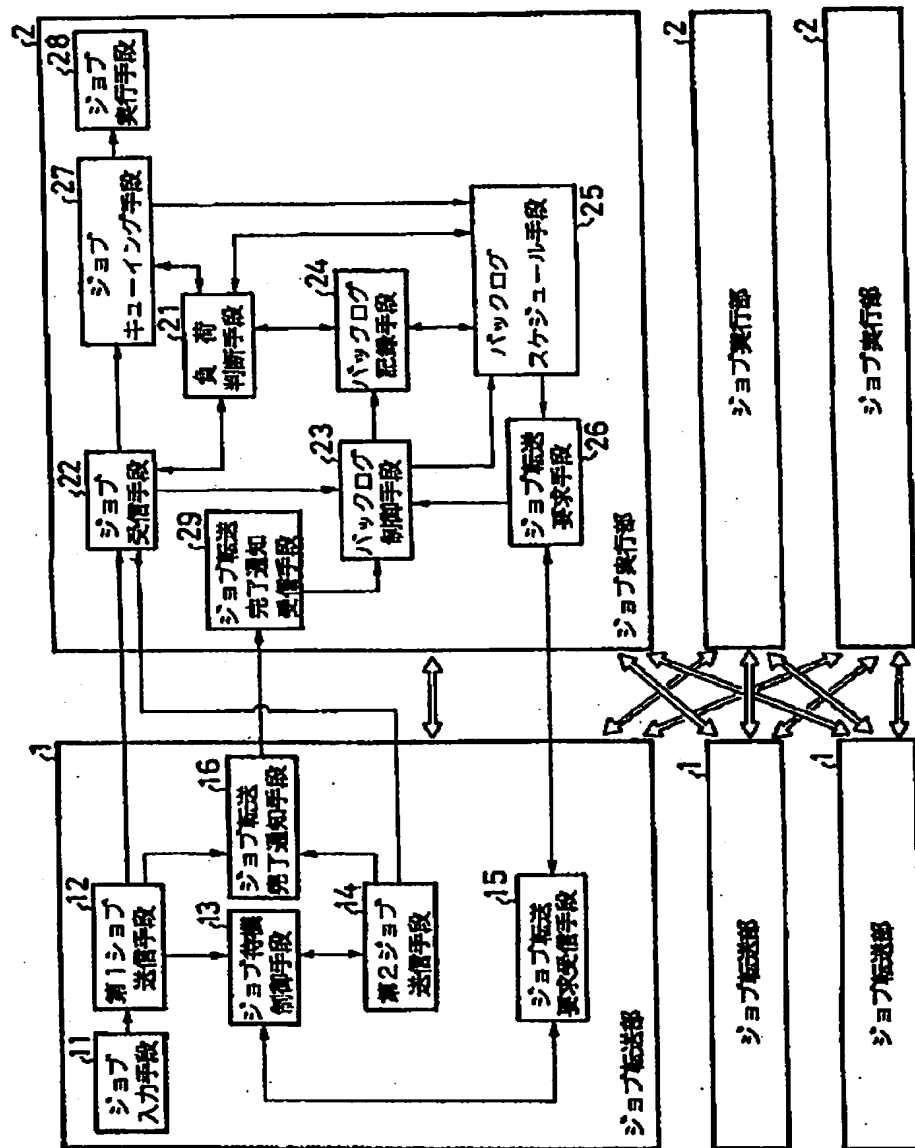 1
11
ジョブ
入力手段
12
第1ジョブ
送信手段
13
ジョブ待機
制御手段
16
ジョブ転送
完了通知手段
14
第2ジョブ
送信手段
15
ジョブ転送
要求受信手段
ジョブ転送部
1
ジョブ転送部
1
ジョブ転送部
2
22
ジョブ
受信手段
27
ジョブ
キューイング手段
28
ジョブ
実行手段
21
負荷
判断手段
29
ジョブ転送
完了通知
受信手段
23
バックログ
制御手段
24
バックログ
記録手段
25
バックログ
スケジュール手段
26
ジョブ転送
要求手段
ジョブ実行部
2
ジョブ実行部
2
ジョブ実行部